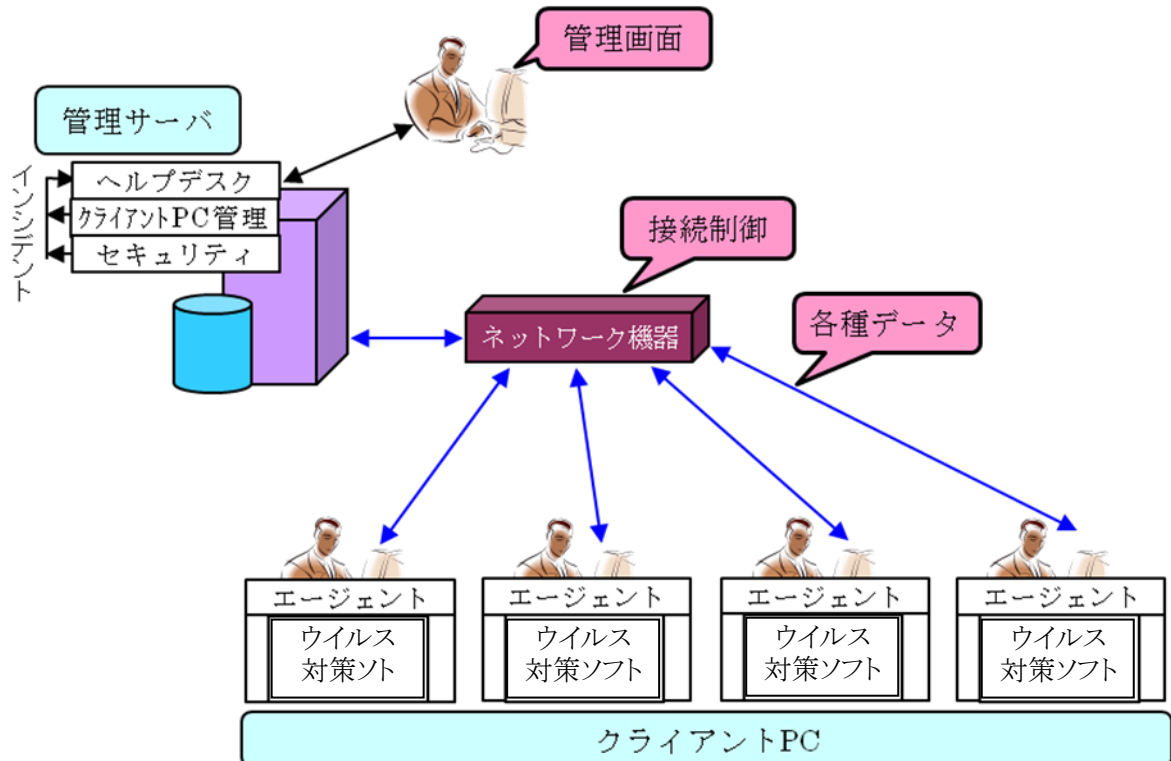 管理画面
管理サーバ
インシデント
ヘルプデスク
クライアントPC管理
セキュリティ
接続制御
ネットワーク機器
各種データ
エージェント
ウイルス
対策ソト
エージェント
ウイルス
対策ソフト
エージェント
ウイルス
対策ソフト
エージェント
ウイルス
対策ソフト
クライアントPC